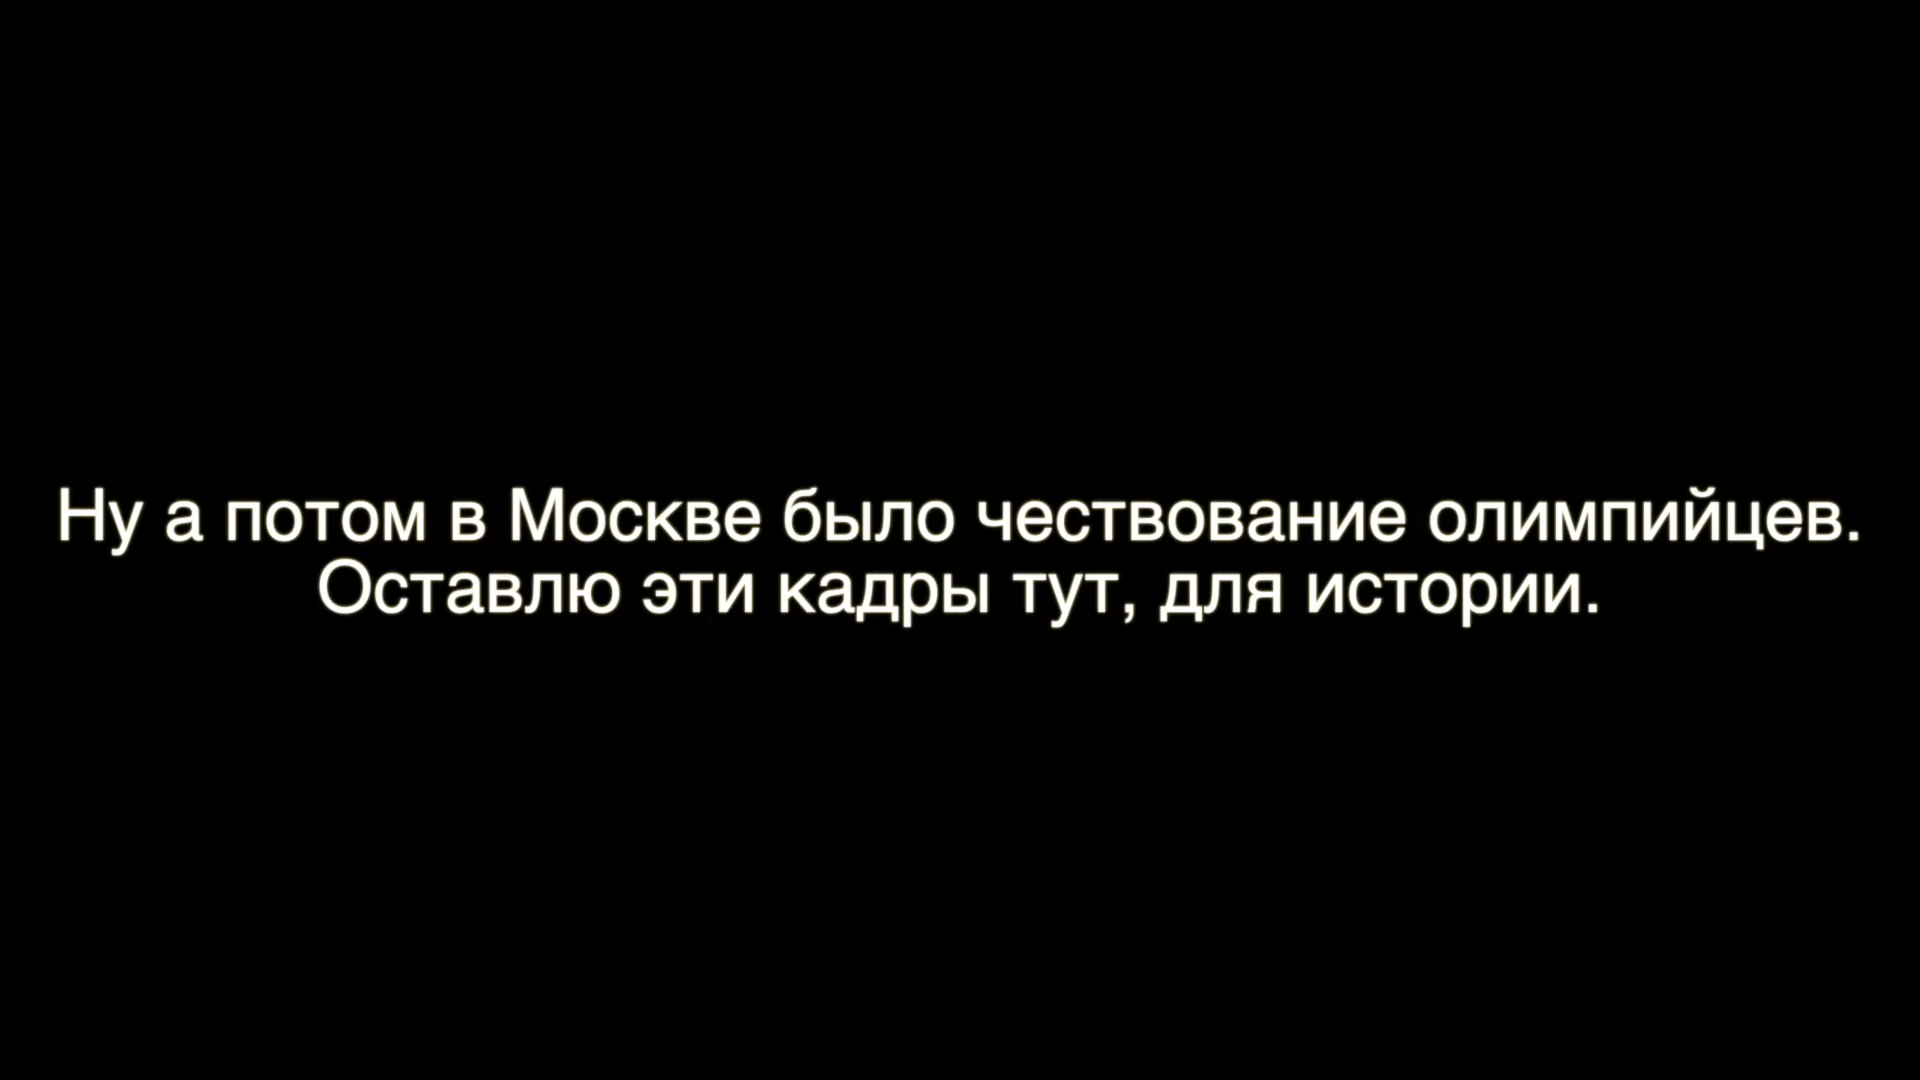 Ну а потом в Москве было чествование олимпийцев.
Оставлю эти кадры тут, для истории.